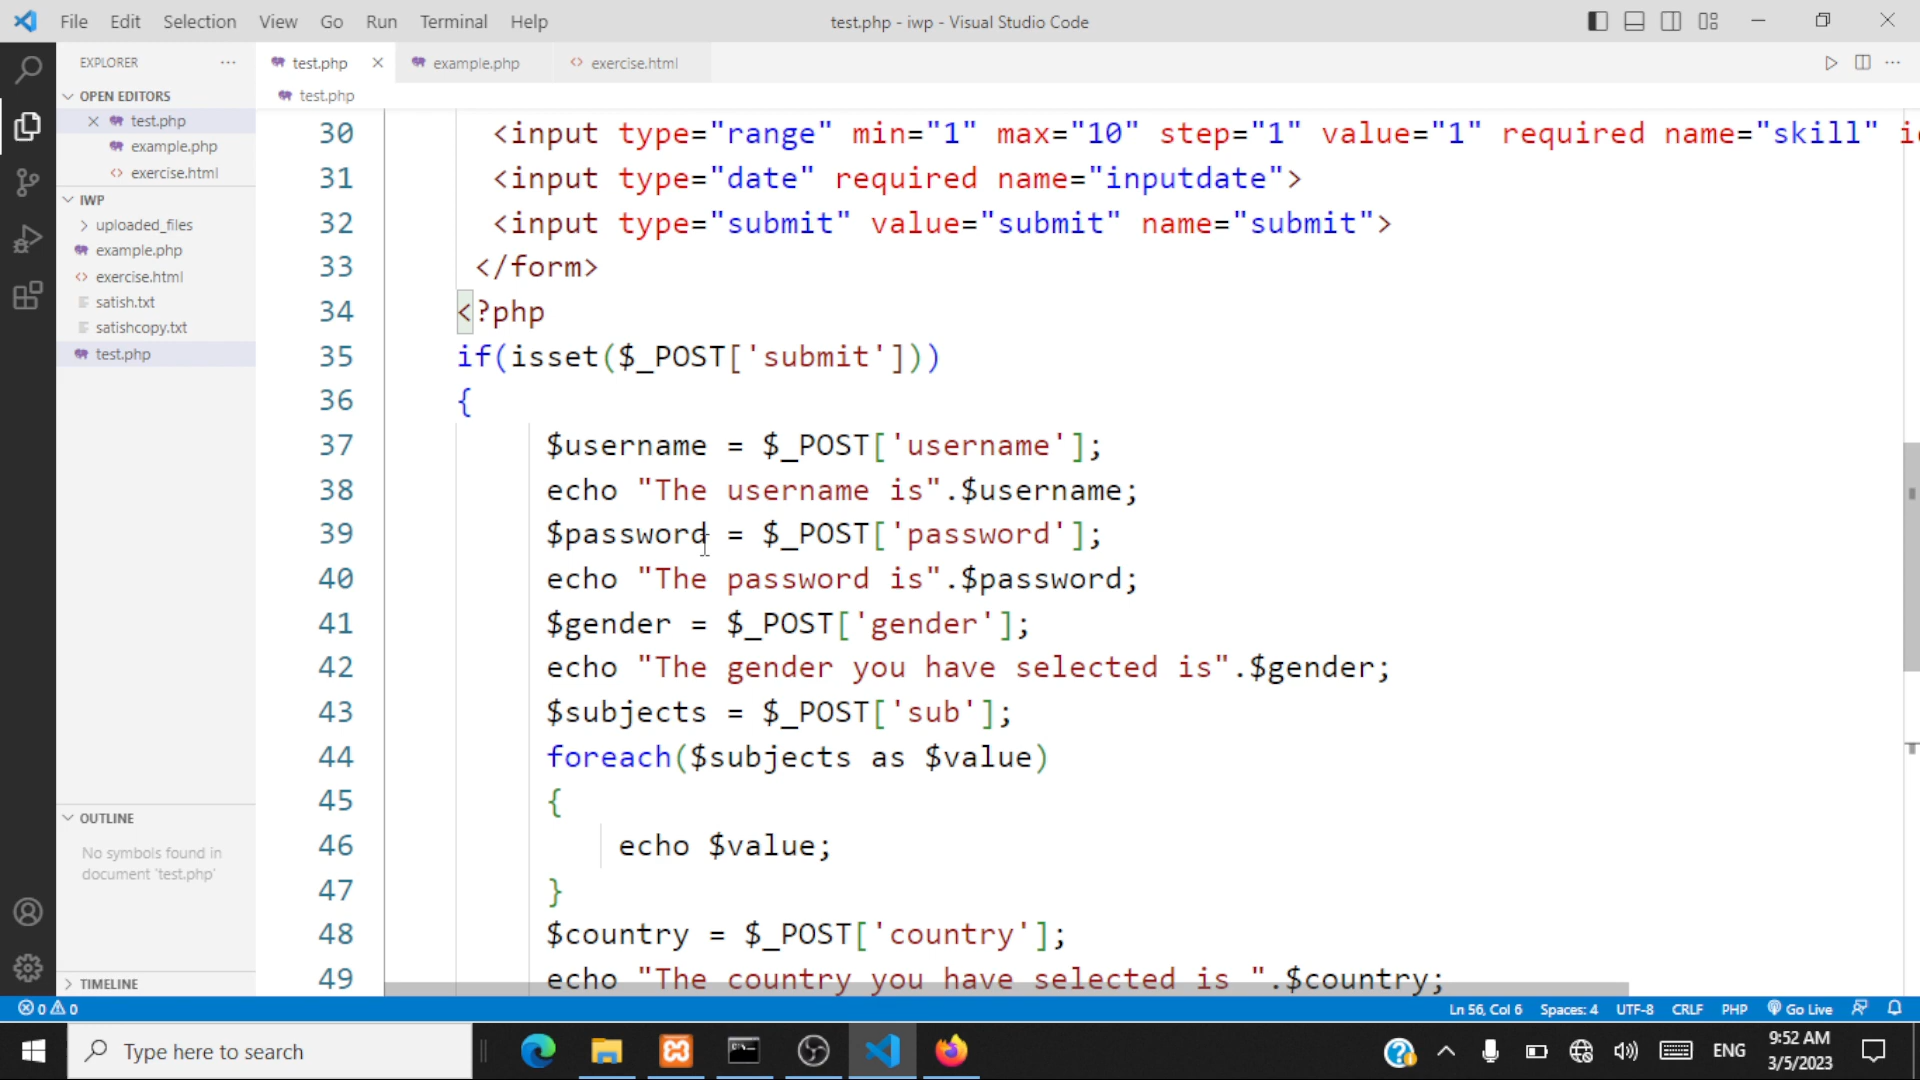 File Edit Selection View Go Run Terminal Help
test.php - iwp - Visual Studio Code
EXPLORER
OPEN EDITORS
test.php
example.php
exercise.html
IWP
uploaded_files
example.php
exercise.html
satish.txt
satishcopy.txt
test.php
OUTLINE
No symbols found in
document 'test.php'
TIMELINE
test.php example.php exercise.html
test.php
30 <input type="range" min="1" max="10" step="1" value="1" required name="skill"
31 <input type="date" required name="inputdate">
32 <input type="submit" value="submit" name="submit">
33 </form>
34 <?php
35 if(isset($_POST['submit']))
36 {
37 $username = $_POST['username'];
38 echo "The username is".$username;
39 $password = $_POST['password'];
40 echo "The password is".$password;
41 $gender = $_POST['gender'];
42 echo "The gender you have selected is".$gender;
43 $subjects = $_POST['sub'];
44 foreach($subjects as $value)
45 {
46 echo $value;
47 }
48 $country = $_POST['country'];
49 echo "The country you have selected is ".$country;
0 0
Ln 56, Col 6 Spaces: 4 UTF-8 CRLF PHP Go Live
Type here to search
ENG
9:52 AM
3/5/2023